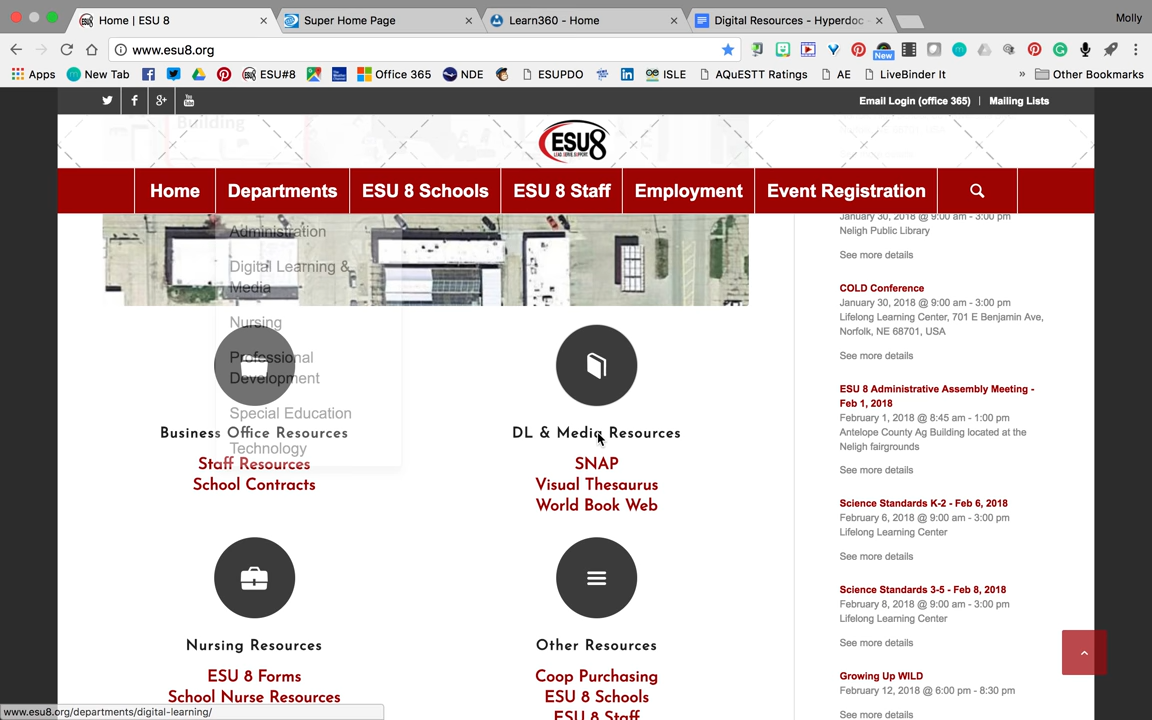 Home | ESU 8
Super Home Page
Learn360 - Home
Digital Resources - Hyperdoc -
Molly
www.esu8.org
New
Apps
New Tab
ESU#8
Office 365
NDE
ESUPDO
ISLE
AQuESTT Ratings
AE
LiveBinder It
»
Other Bookmarks
Email Login (office 365) | Mailing Lists
Building
ESU8
LEAD. SERVE. SUPPORT.
Home
Departments
ESU 8 Schools
ESU 8 Staff
Employment
Event Registration
Administration
Digital Learning &
Media
Nursing
Professional
Development
Special Education
Technology
Business Office Resources
Staff Resources
School Contracts
DL & Media Resources
SNAP
Visual Thesaurus
World Book Web
Nursing Resources
ESU 8 Forms
School Nurse Resources
Other Resources
Coop Purchasing
ESU 8 Schools
ESU 8 Staff
January 30, 2018 @ 9:00 am - 3:00 pm
Neligh Public Library
See more details
COLD Conference
January 30, 2018 @ 9:00 am - 3:00 pm
Lifelong Learning Center, 701 E Benjamin Ave,
Norfolk, NE 68701, USA
See more details
ESU 8 Administrative Assembly Meeting -
Feb 1, 2018
February 1, 2018 @ 8:45 am - 1:00 pm
Antelope County Ag Building located at the
Neligh fairgrounds
See more details
Science Standards K-2 - Feb 6, 2018
February 6, 2018 @ 9:00 am - 3:00 pm
Lifelong Learning Center
See more details
Science Standards 3-5 - Feb 8, 2018
February 8, 2018 @ 9:00 am - 3:00 pm
Lifelong Learning Center
See more details
Growing Up WILD
February 12, 2018 @ 6:00 pm - 8:30 pm
See more details
www.esu8.org/departments/digital-learning/